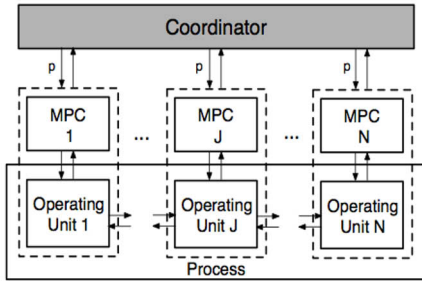 Coordinator
p
p
p
MPC
1
...
MPC
J
...
MPC
N
Operating
Unit 1
Operating
Unit J
Operating
Unit N
Process